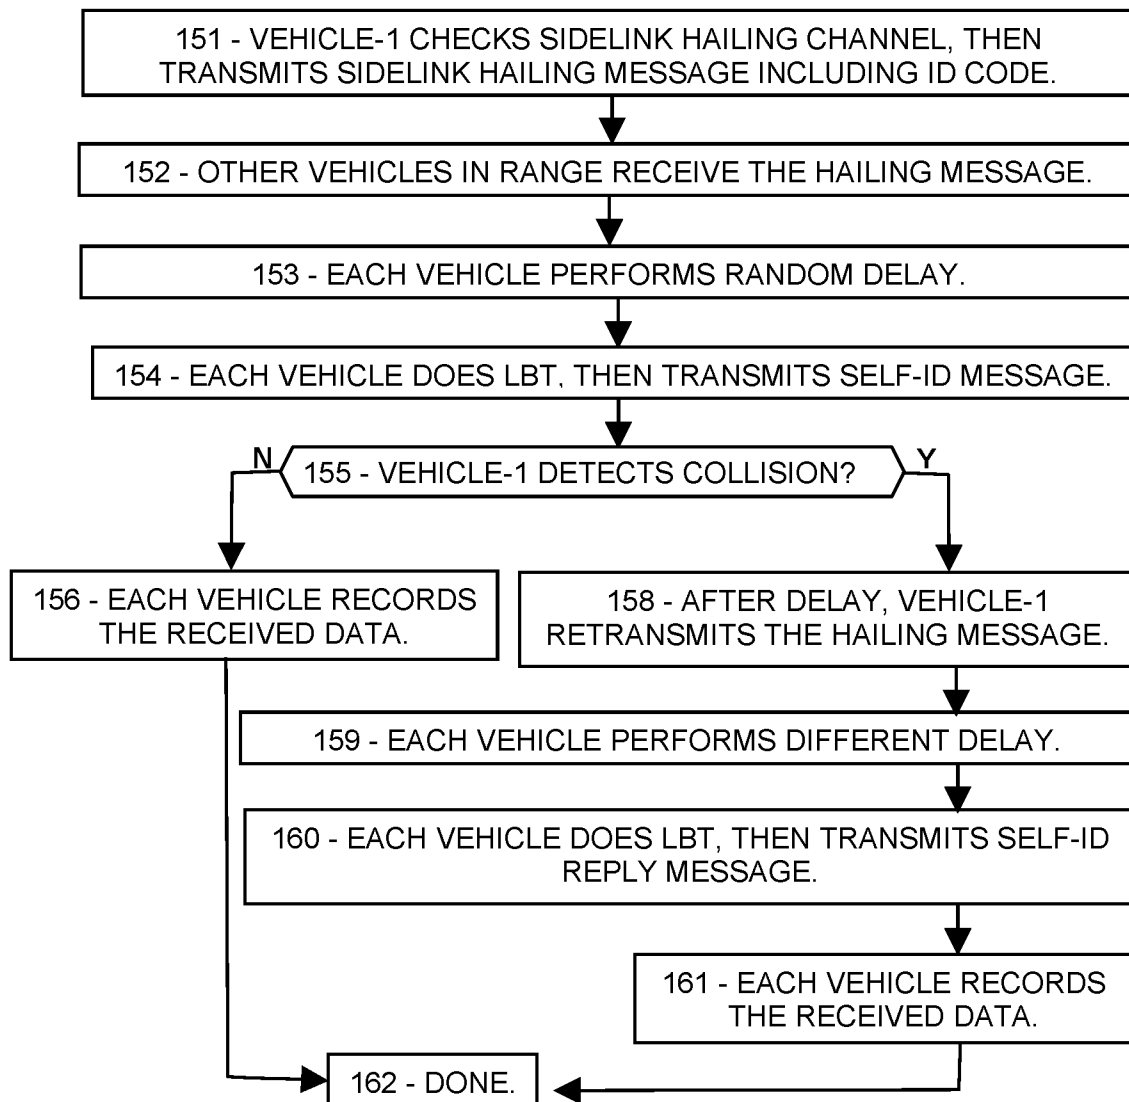 151 - VEHICLE-1 CHECKS SIDELINK HAILING CHANNEL, THEN
TRANSMITS SIDELINK HAILING MESSAGE INCLUDING ID CODE.
152 - OTHER VEHICLES IN RANGE RECEIVE THE HAILING MESSAGE.
153 - EACH VEHICLE PERFORMS RANDOM DELAY.
154 - EACH VEHICLE DOES LBT, THEN TRANSMITS SELF-ID MESSAGE.
N
155 - VEHICLE-1 DETECTS COLLISION?
Y
156 - EACH VEHICLE RECORDS
THE RECEIVED DATA.
158 - AFTER DELAY, VEHICLE-1
RETRANSMITS THE HAILING MESSAGE.
159 - EACH VEHICLE PERFORMS DIFFERENT DELAY.
160 - EACH VEHICLE DOES LBT, THEN TRANSMITS SELF-ID
REPLY MESSAGE.
161 - EACH VEHICLE RECORDS
THE RECEIVED DATA.
162 - DONE.